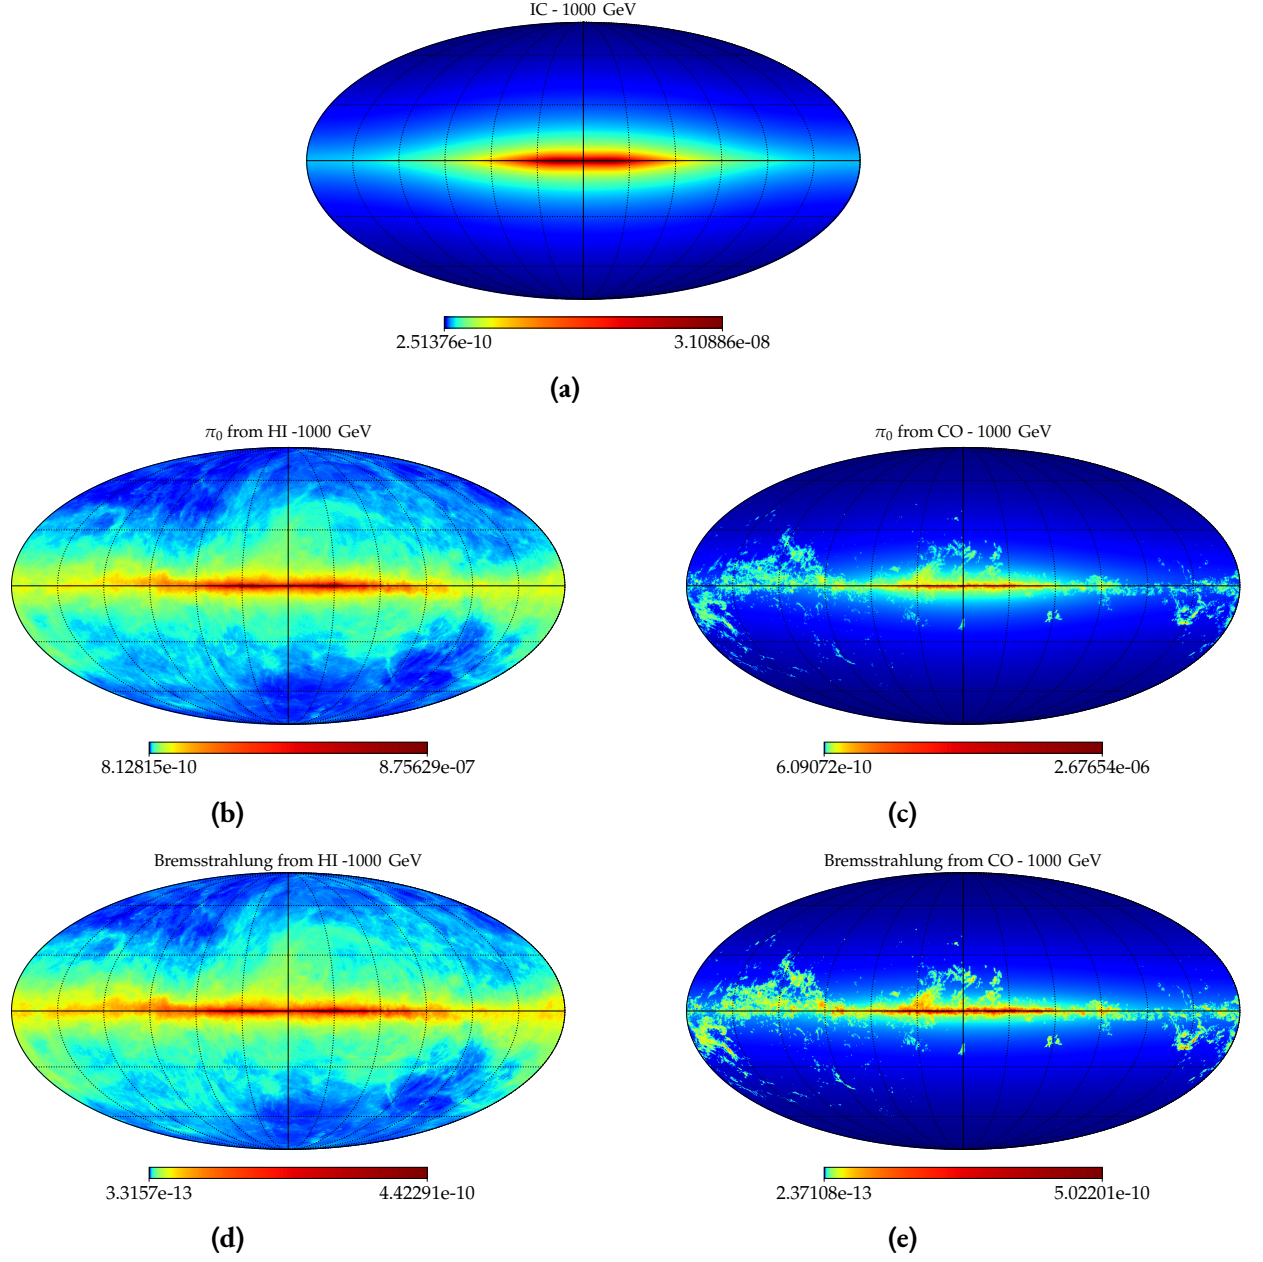 IC - 1000 GeV
2.51376e-10 3.10886e-08
(a)
π0 from HI -1000 GeV
8.12815e-10 8.75629e-07
(b)
π0 from CO - 1000 GeV
6.09072e-10 2.67654e-06
(c)
Bremsstrahlung from HI -1000 GeV
3.3157e-13 4.42291e-10
(d)
Bremsstrahlung from CO - 1000 GeV
2.37108e-13 5.02201e-10
(e)